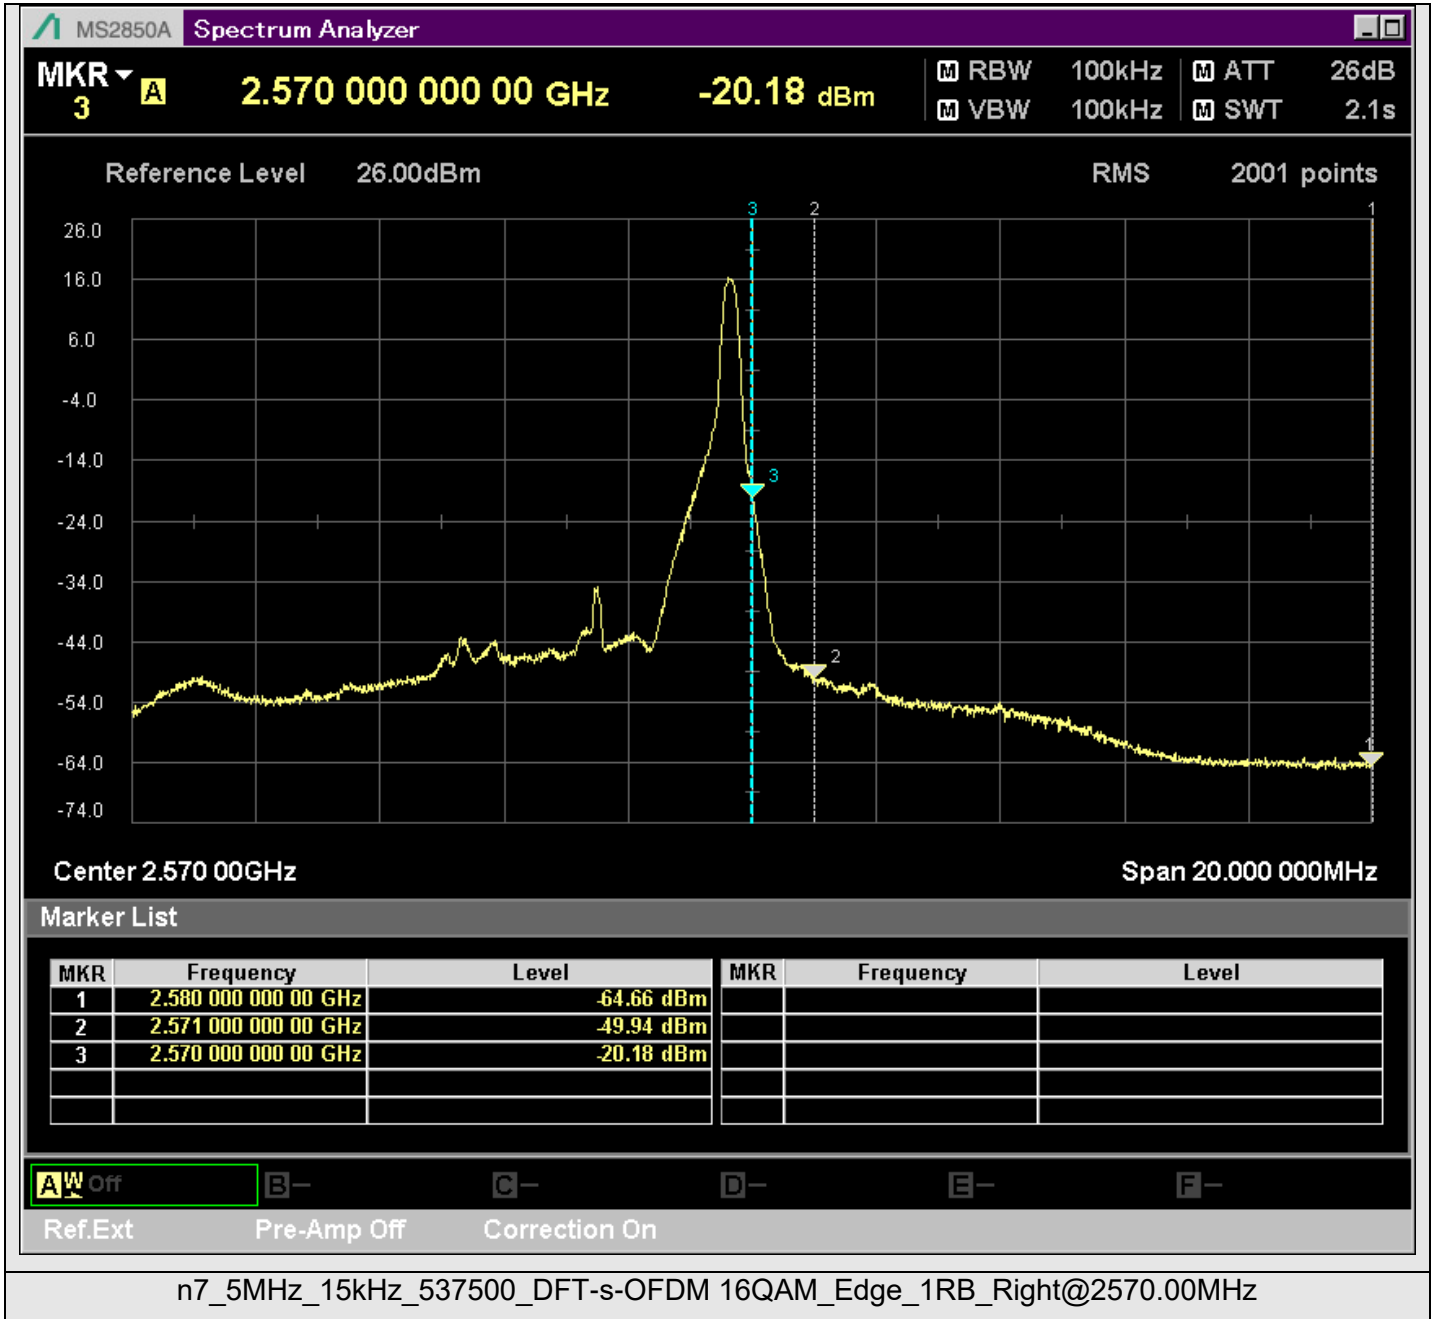 MS2850A Spectrum Analyzer
MKR A 2.570 000 000 00 GHz -20.18 dBm M RBW 100kHz M ATT 26dB
3 M VBW 100kHz M SWT 2.1s
Reference Level 26.00dBm RMS 2001 points
3 2 1
26.0
16.0
6.0
-4.0
-14.0
3
-24.0
-34.0
-44.0
2
-54.0
1
-64.0
-74.0
Center 2.570 00GHz Span 20.000 000MHz
Marker List
MKR Frequency Level MKR Frequency Level
1 2.580 000 000 00 GHz -64.66 dBm
2 2.571 000 000 00 GHz -49.94 dBm
3 2.570 000 000 00 GHz -20.18 dBm
A W Off B- C- D- E- F-
Ref.Ext Pre-Amp Off Correction On
n7_5MHz_15kHz_537500_DFT-s-OFDM 16QAM_Edge_1RB_Right@2570.00MHz